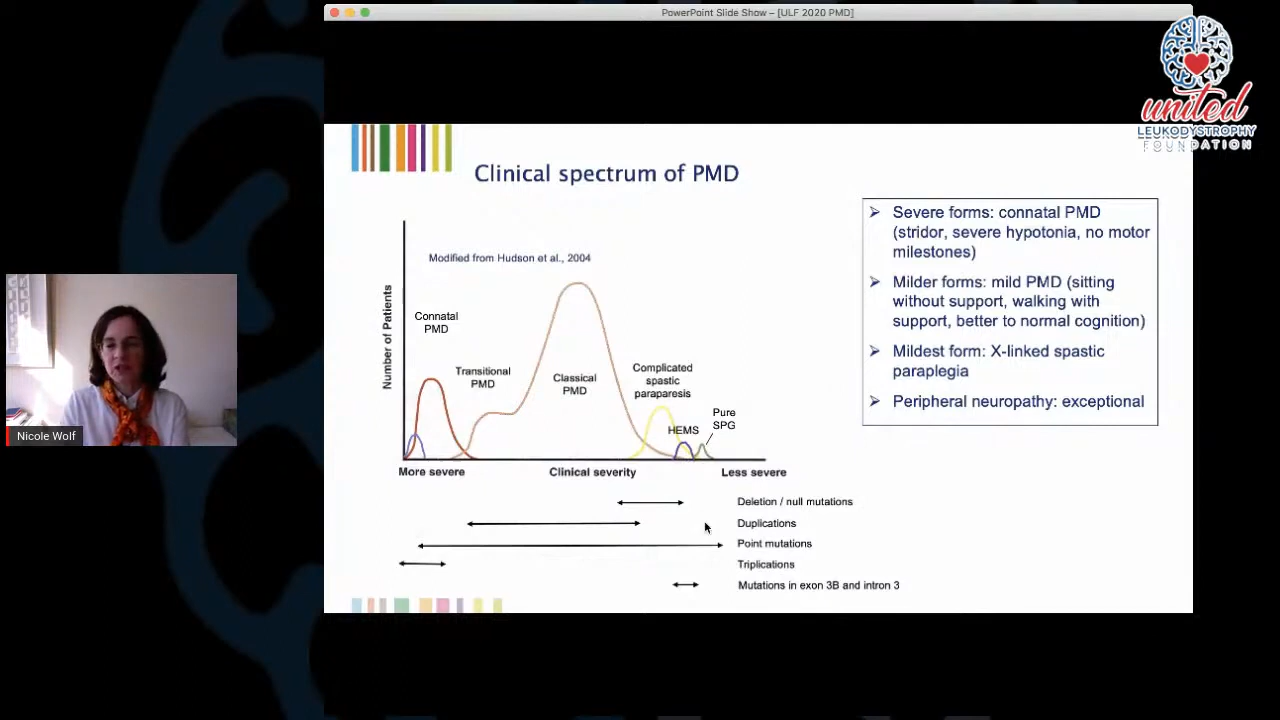 PowerPoint Slide Show – [ULF 2020 PMD]
united
LEUKODYSTROPHY
FOUNDATION
Clinical spectrum of PMD
Modified from Hudson et al., 2004
Number of Patients
Connatal
PMD
Transitional
PMD
Classical
PMD
Complicated
spastic
paraparesis
HEMS
Pure
SPG
More severe
Clinical severity
Less severe
Deletion / null mutations
Duplications
Point mutations
Triplications
Mutations in exon 3B and intron 3
➢ Severe forms: connatal PMD
(stridor, severe hypotonia, no motor
milestones)
➢ Milder forms: mild PMD (sitting
without support, walking with
support, better to normal cognition)
➢ Mildest form: X-linked spastic
paraplegia
➢ Peripheral neuropathy: exceptional
Nicole Wolf